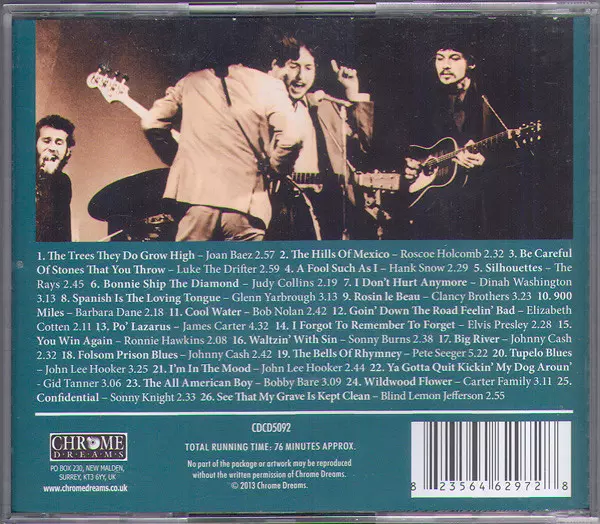 1. The Trees They Do Grow High – Joan Baez 2.57 2. The Hills Of Mexico – Roscoe Holcomb 2.32 3. Be Careful
Of Stones That You Throw – Luke The Drifter 2.59 4. A Fool Such As I – Hank Snow 2.29 5. Silhouettes – The
Rays 2.45 6. Bonnie Ship The Diamond – Judy Collins 2.19 7. I Don't Hurt Anymore – Dinah Washington
3.13 8. Spanish Is The Loving Tongue – Glenn Yarbrough 3.31 9. Rosin le Beau – Clancy Brothers 3.23 10. 900
Miles – Barbara Dane 2.18 11. Cool Water – Bob Nolan 2.42 12. Goin' Down The Road Feelin' Bad – Elizabeth
Cotten 2.11 13. Po' Lazarus – James Carter 4.32 14. I Forgot To Remember To Forget – Elvis Presley 2.28 15.
You Win Again – Ronnie Hawkins 2.08 16. Waltzin' With Sin – Sonny Burns 2.38 17. Big River – Johnny Cash
2.32 18. Folsom Prison Blues – Johnny Cash 2.42 19. The Bells Of Rhymney – Pete Seeger 5.22 20. Tupelo Blues
– John Lee Hooker 3.25 21. I'm In The Mood – John Lee Hooker 2.44 22. Ya Gotta Quit Kickin' My Dog Aroun'
– Gid Tanner 3.06 23. The All American Boy – Bobby Bare 3.09 24. Wildwood Flower – Carter Family 3.11 25.
Confidential – Sonny Knight 2.33 26. See That My Grave Is Kept Clean – Blind Lemon Jefferson 2.55
CDCD5092
TOTAL RUNNING TIME: 76 MINUTES APPROX.
No part of the package or artwork may be reproduced
without the written permission of Chrome Dreams.
© 2013 Chrome Dreams.
CHROME
DREAMS
PO BOX 230, NEW MALDEN,
SURREY, KT3 6YY, UK
www.chromedreams.co.uk
8 23564 62972 8